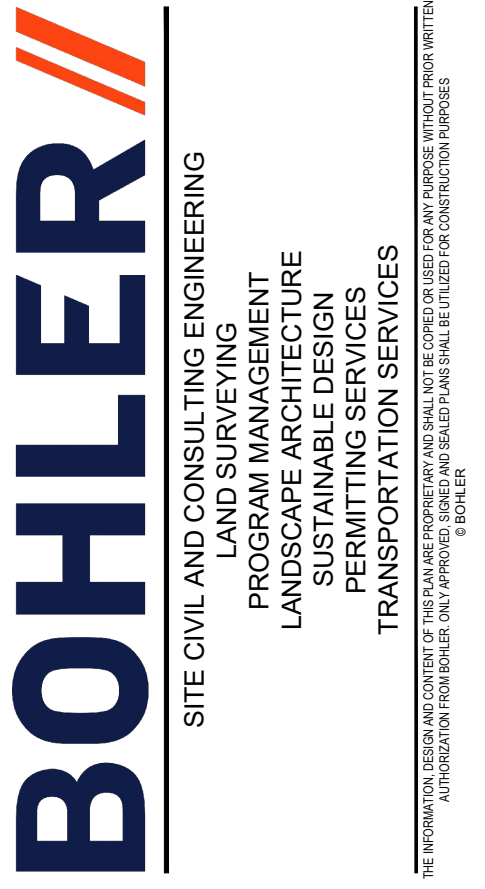 BOHLER//
SITE CIVIL AND CONSULTING ENGINEERING
LAND SURVEYING
PROGRAM MANAGEMENT
LANDSCAPE ARCHITECTURE
SUSTAINABLE DESIGN
PERMITTING SERVICES
TRANSPORTATION SERVICES
THE INFORMATION, DESIGN AND CONTENT OF THIS PLAN ARE PROPRIETARY AND SHALL NOT BE COPIED OR USED FOR ANY PURPOSE WITHOUT PRIOR WRITTEN
AUTHORIZATION FROM BOHLER. ONLY APPROVED, SIGNED AND SEALED PLANS SHALL BE UTILIZED FOR CONSTRUCTION PURPOSES
© BOHLER